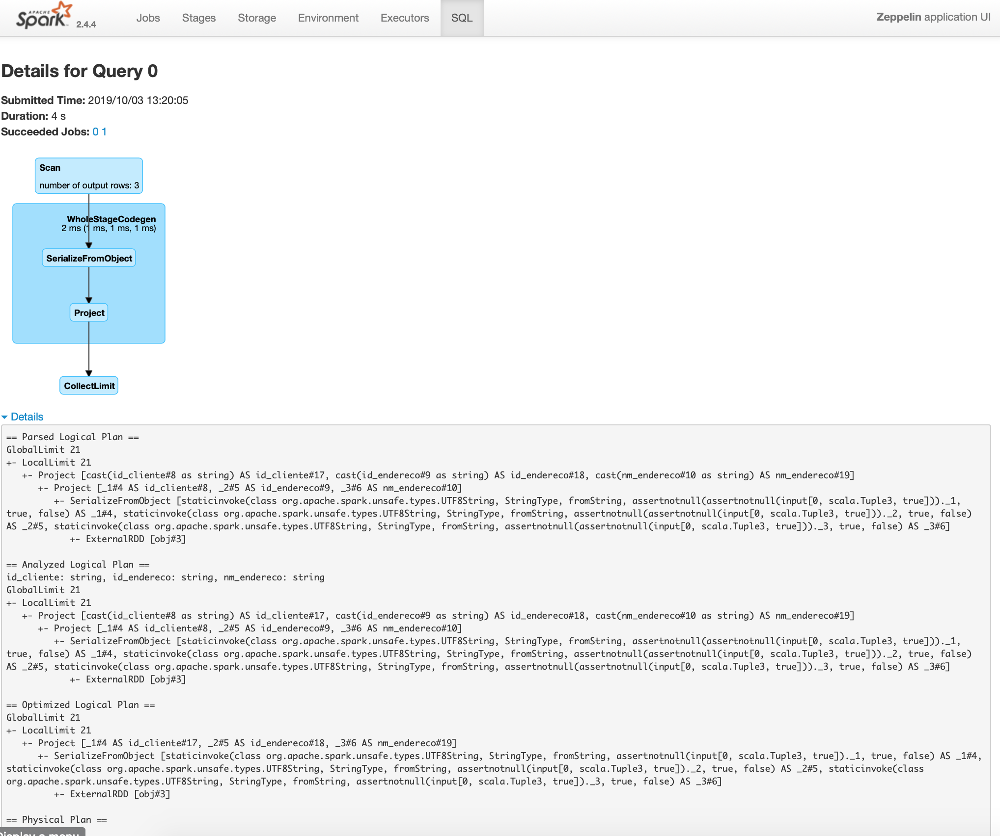 APACHE
Spark 2.4.4 Jobs Stages Storage Environment Executors SQL Zeppelin application UI
Details for Query 0
Submitted Time: 2019/10/03 13:20:05
Duration: 4 s
Succeeded Jobs: 0 1
Scan
number of output rows: 3
WholeStageCodegen
2 ms (1 ms, 1 ms, 1 ms)
SerializeFromObject
Project
CollectLimit
Details
== Parsed Logical Plan ==
GlobalLimit 21
+- LocalLimit 21
   +- Project [cast(id_cliente#8 as string) AS id_cliente#17, cast(id_endereco#9 as string) AS id_endereco#18, cast(nm_endereco#10 as string) AS nm_endereco#19]
      +- Project [_1#4 AS id_cliente#8, _2#5 AS id_endereco#9, _3#6 AS nm_endereco#10]
         +- SerializeFromObject [staticinvoke(class org.apache.spark.unsafe.types.UTF8String, StringType, fromString, assertnotnull(assertnotnull(input[0, scala.Tuple3, true]))._1,
true, false) AS _1#4, staticinvoke(class org.apache.spark.unsafe.types.UTF8String, StringType, fromString, assertnotnull(assertnotnull(input[0, scala.Tuple3, true]))._2, true, false)
AS _2#5, staticinvoke(class org.apache.spark.unsafe.types.UTF8String, StringType, fromString, assertnotnull(assertnotnull(input[0, scala.Tuple3, true]))._3, true, false) AS _3#6]
            +- ExternalRDD [obj#3]
== Analyzed Logical Plan ==
id_cliente: string, id_endereco: string, nm_endereco: string
GlobalLimit 21
+- LocalLimit 21
   +- Project [cast(id_cliente#8 as string) AS id_cliente#17, cast(id_endereco#9 as string) AS id_endereco#18, cast(nm_endereco#10 as string) AS nm_endereco#19]
      +- Project [_1#4 AS id_cliente#8, _2#5 AS id_endereco#9, _3#6 AS nm_endereco#10]
         +- SerializeFromObject [staticinvoke(class org.apache.spark.unsafe.types.UTF8String, StringType, fromString, assertnotnull(assertnotnull(input[0, scala.Tuple3, true]))._1,
true, false) AS _1#4, staticinvoke(class org.apache.spark.unsafe.types.UTF8String, StringType, fromString, assertnotnull(assertnotnull(input[0, scala.Tuple3, true]))._2, true, false)
AS _2#5, staticinvoke(class org.apache.spark.unsafe.types.UTF8String, StringType, fromString, assertnotnull(assertnotnull(input[0, scala.Tuple3, true]))._3, true, false) AS _3#6]
            +- ExternalRDD [obj#3]
== Optimized Logical Plan ==
GlobalLimit 21
+- LocalLimit 21
   +- Project [_1#4 AS id_cliente#17, _2#5 AS id_endereco#18, _3#6 AS nm_endereco#19]
      +- SerializeFromObject [staticinvoke(class org.apache.spark.unsafe.types.UTF8String, StringType, fromString, assertnotnull(input[0, scala.Tuple3, true])._1, true, false) AS _1#4,
staticinvoke(class org.apache.spark.unsafe.types.UTF8String, StringType, fromString, assertnotnull(input[0, scala.Tuple3, true])._2, true, false) AS _2#5, staticinvoke(class
org.apache.spark.unsafe.types.UTF8String, StringType, fromString, assertnotnull(input[0, scala.Tuple3, true])._3, true, false) AS _3#6]
         +- ExternalRDD [obj#3]
== Physical Plan ==
Display a menu